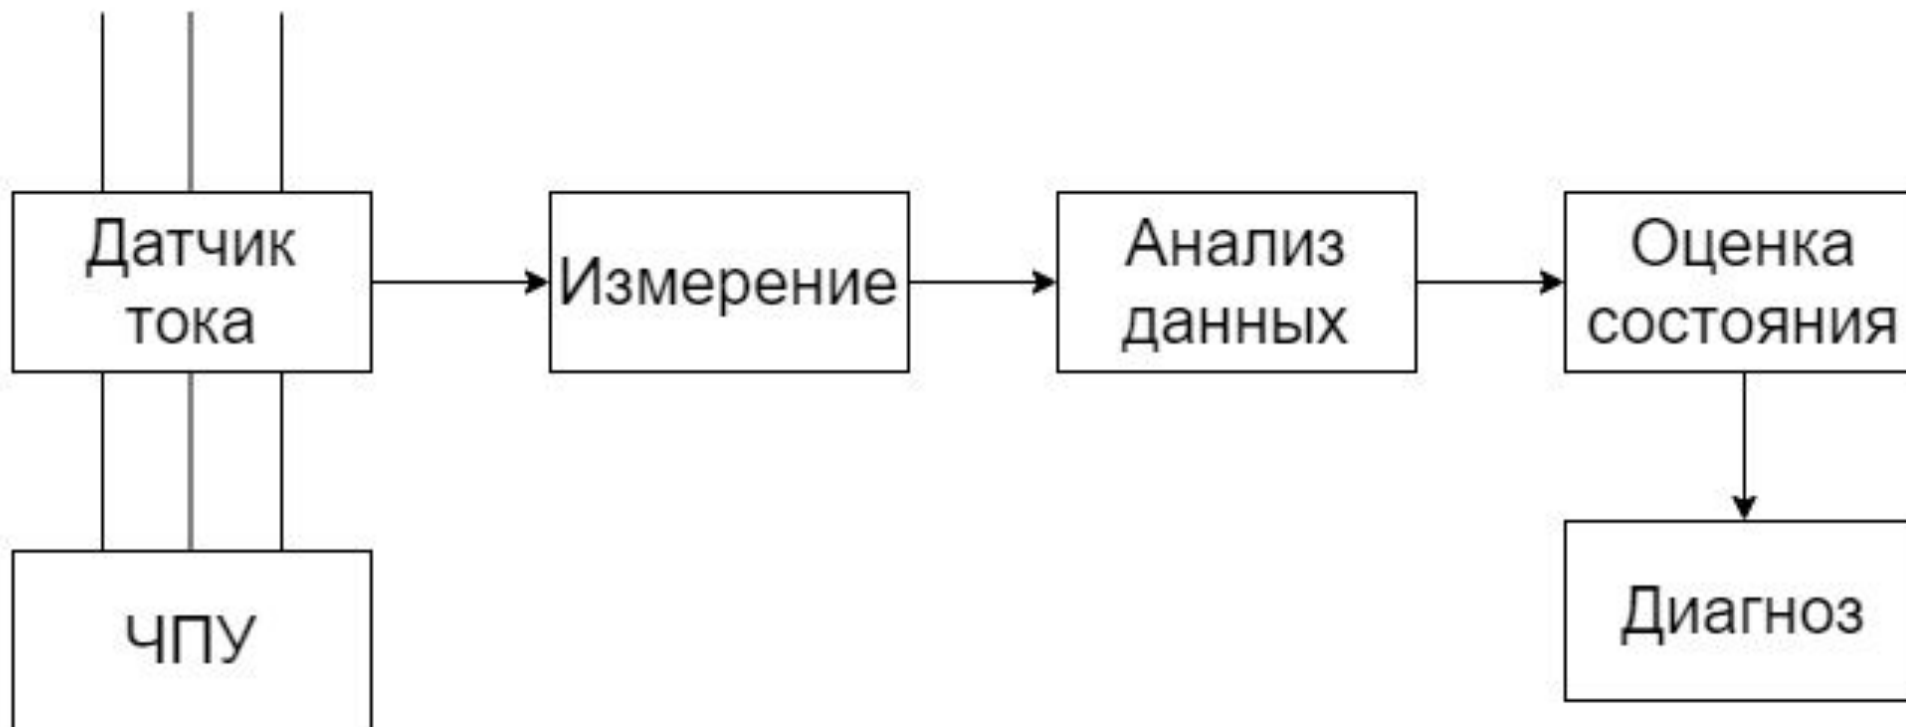 Датчик
тока
Измерение
Анализ
данных
Оценка
состояния
ЧПУ
Диагноз